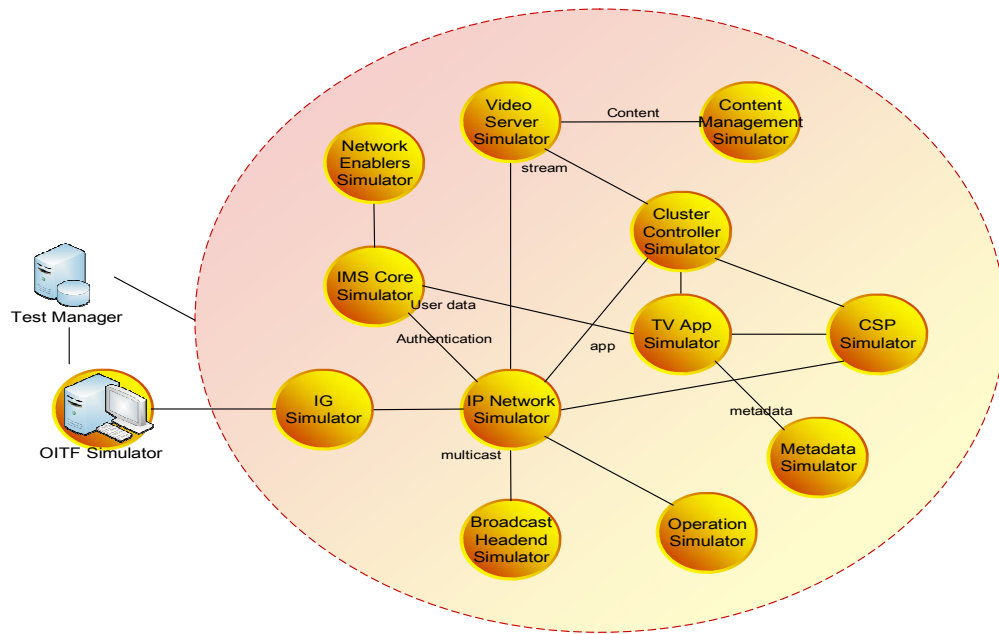 Video
Server
Simulator
Content
Content
Management
Simulator
Network
Enablers
Simulator
stream
Cluster
Controller
Simulator
IMS Core
Simulator
User data
Test Manager
Authentication
app
TV App
Simulator
CSP
Simulator
IG
Simulator
IP Network
Simulator
metadata
OITF Simulator
multicast
Metadata
Simulator
Broadcast
Headend
Simulator
Operation
Simulator